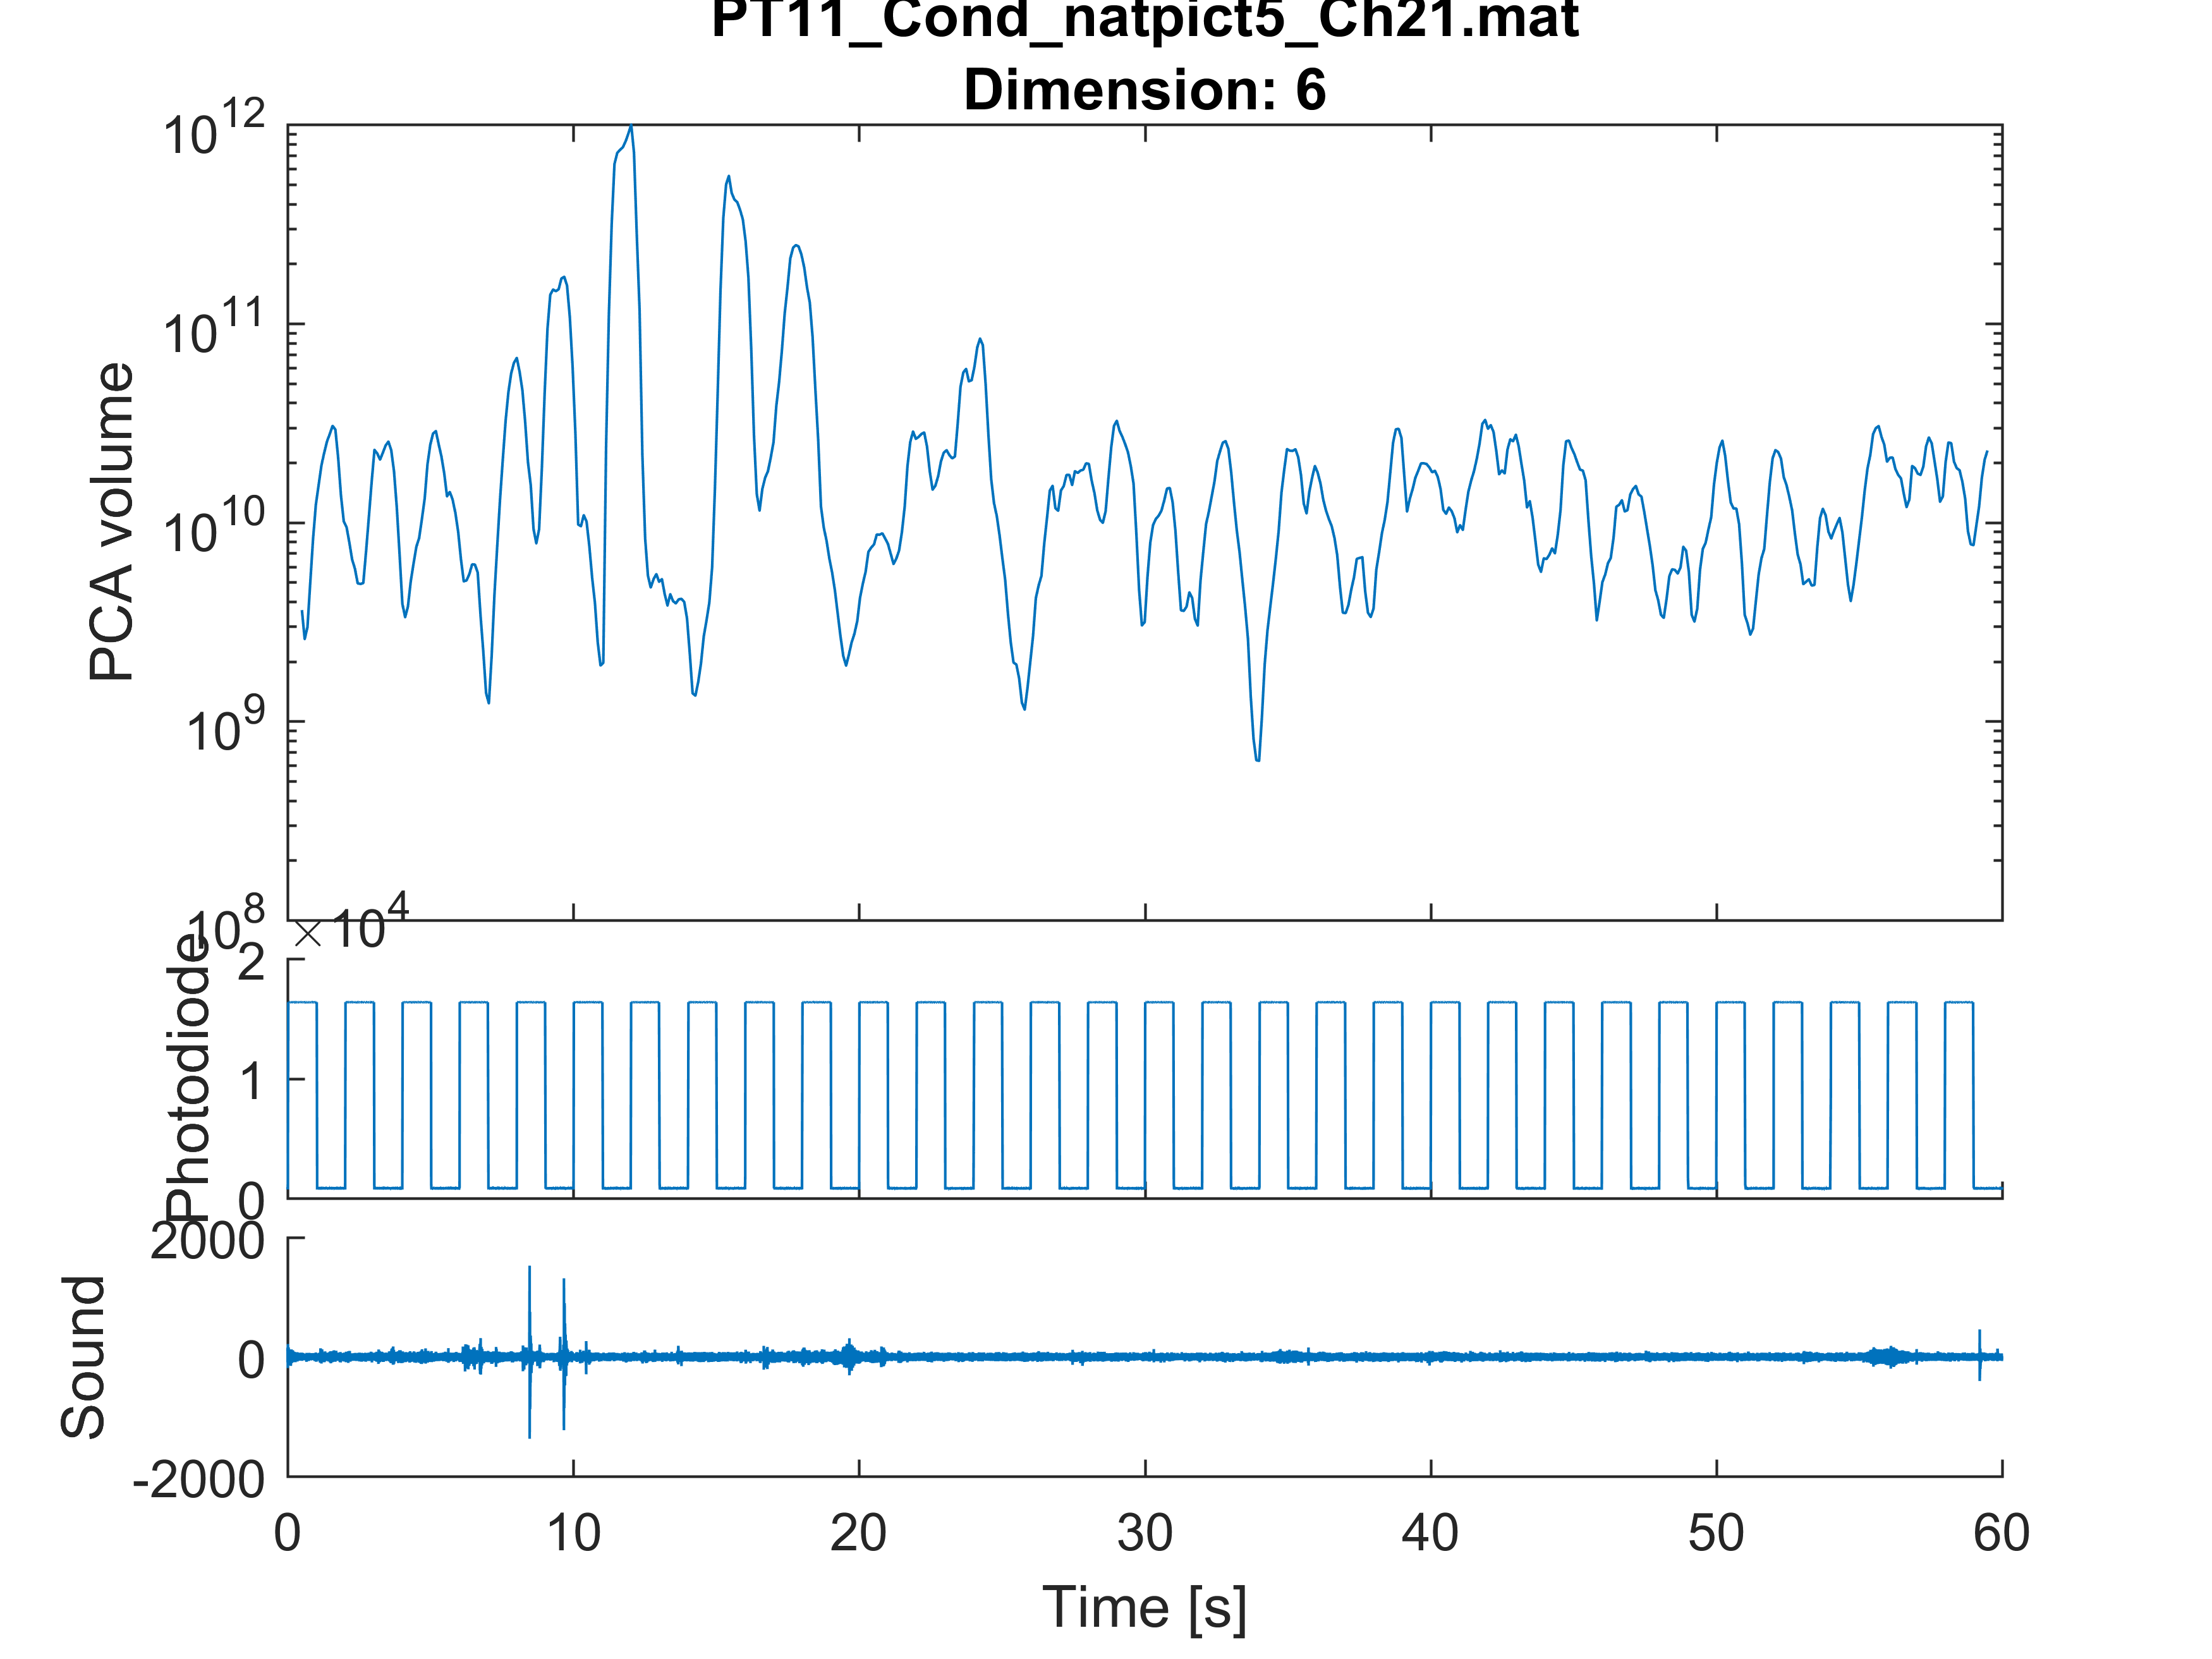 PT11_Cond_natpict5_Ch21.mat
Dimension: 6
10^12
10^11
10^10
10^9
10^8
PCA volume
× 10^4
2
1
0
Photodiode
2000
0
-2000
Sound
0 10 20 30 40 50 60
Time [s]